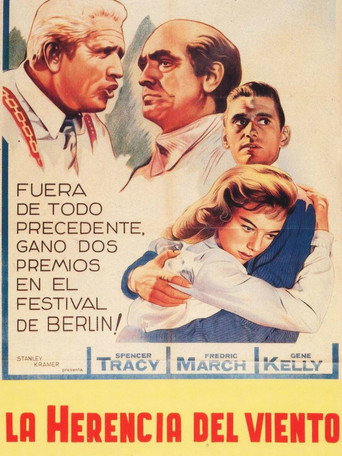 FUERA
DE TODO
PRECEDENTE,
GANO DOS
PREMIOS
EN EL
FESTIVAL
DE BERLIN!
STANLEY
KRAMER
presenta
SPENCER
TRACY
FREDRIC
MARCH
GENE
KELLY
LA HERENCIA DEL VIENTO